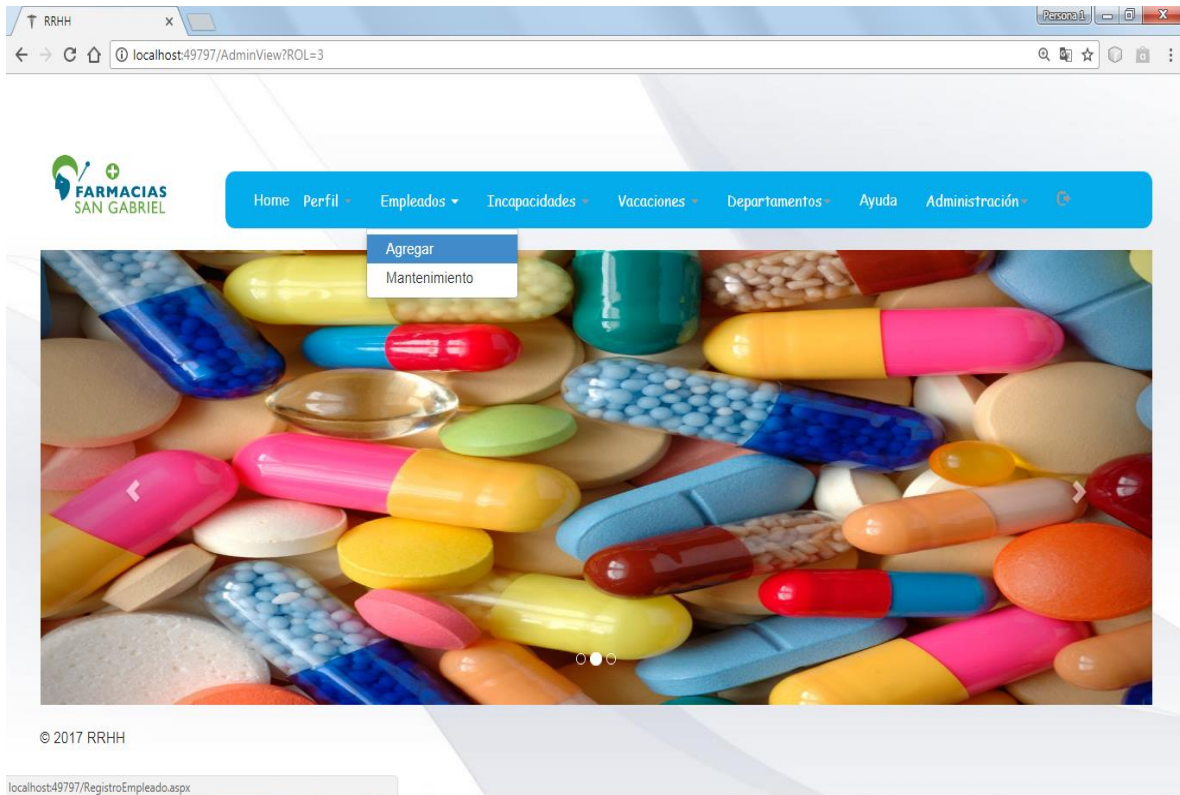 RRHH
Persona 1
localhost:49797/AdminView?ROL=3
FARMACIAS
SAN GABRIEL
Home Perfil Empleados Incapacidades Vacaciones Departamentos Ayuda Administración
Agregar
Mantenimiento
© 2017 RRHH
localhost:49797/RegistroEmpleado.aspx